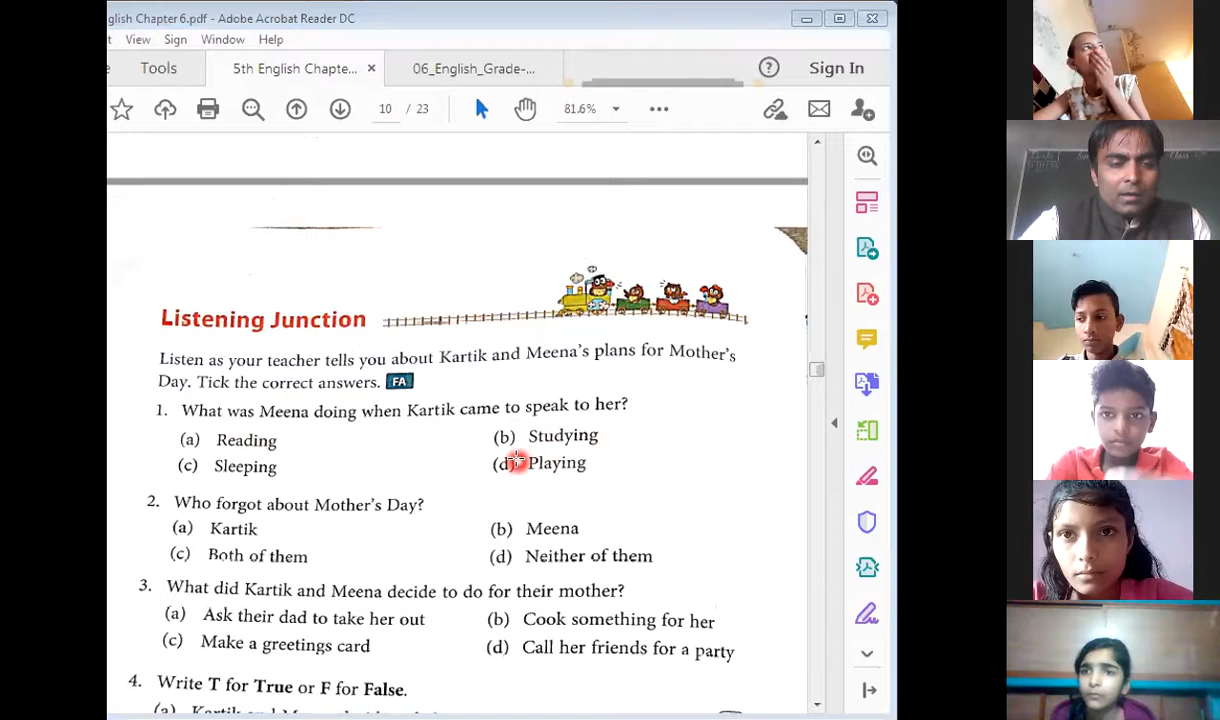 glish Chapter 6.pdf - Adobe Acrobat Reader DC
View Sign Window Help
Tools
5th English Chapte... ×
06_English_Grade-...
Sign In
10 / 23
81.6%
Listening Junction
Listen as your teacher tells you about Kartik and Meena's plans for Mother's
Day. Tick the correct answers. FA
1. What was Meena doing when Kartik came to speak to her?
(a) Reading (b) Studying
(c) Sleeping (d) Playing
2. Who forgot about Mother's Day?
(a) Kartik (b) Meena
(c) Both of them (d) Neither of them
3. What did Kartik and Meena decide to do for their mother?
(a) Ask their dad to take her out (b) Cook something for her
(c) Make a greetings card (d) Call her friends for a party
4. Write T for True or F for False.
(a) Kartik and